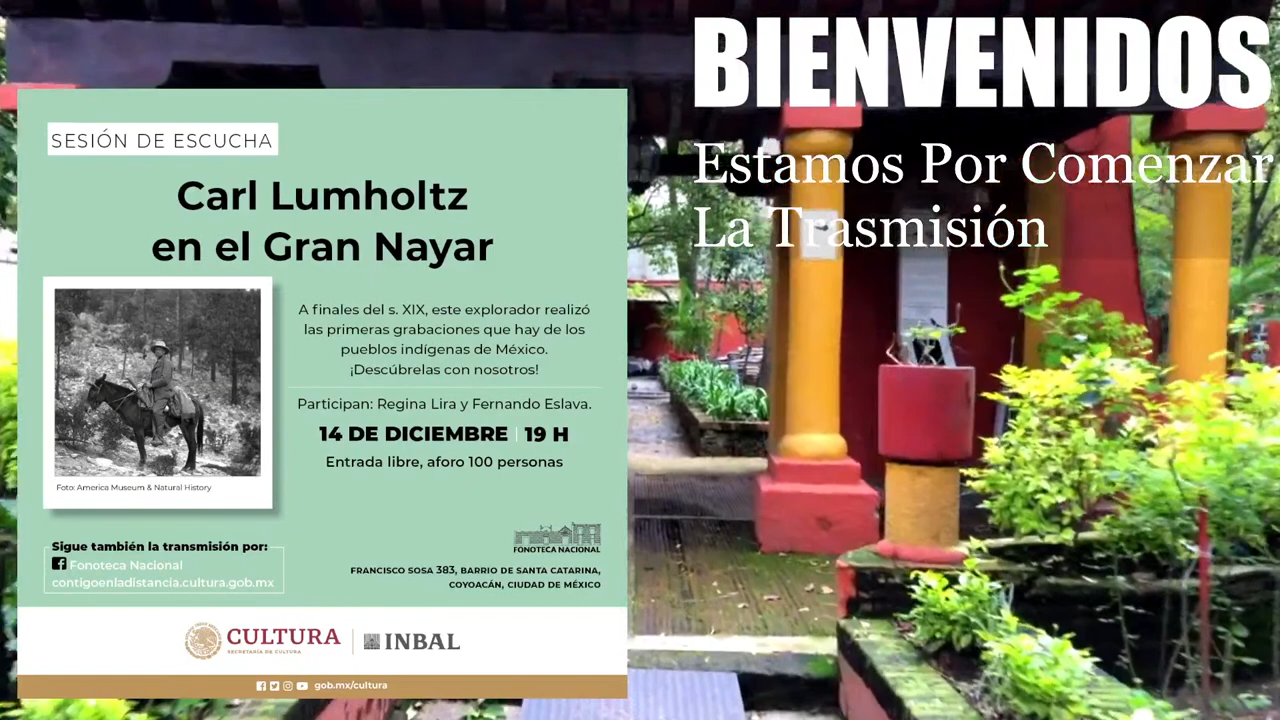 BIENVENIDOS
Estamos Por Comenzar
La Trasmisión
SESIÓN DE ESCUCHA
Carl Lumholtz
en el Gran Nayar
A finales del s. XIX, este explorador realizó
las primeras grabaciones que hay de los
pueblos indígenas de México.
¡Descúbrelas con nosotros!
Participan: Regina Lira y Fernando Eslava.
14 DE DICIEMBRE | 19 H
Entrada libre, aforo 100 personas
Foto: America Museum & Natural History
Sigue también la transmisión por:
Fonoteca Nacional
contigoenladistancia.cultura.gob.mx
FONOTECA NACIONAL
FRANCISCO SOSA 383, BARRIO DE SANTA CATARINA,
COYOACÁN, CIUDAD DE MÉXICO
CULTURA
SECRETARÍA DE CULTURA
INBAL
gob.mx/cultura